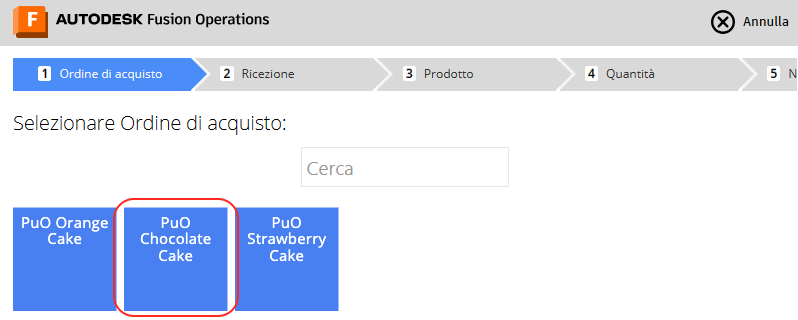 F AUTODESK Fusion Operations
Annulla
1 Ordine di acquisto
2 Ricezione
3 Prodotto
4 Quantità
5 N
Selezionare Ordine di acquisto:
Cerca
PuO Orange
Cake
PuO
Chocolate
Cake
PuO
Strawberry
Cake